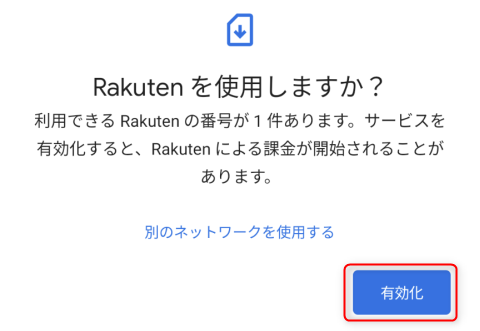 Rakuten を使用しますか？
利用できる Rakuten の番号が 1 件あります。サービスを
有効化すると、Rakuten による課金が開始されることが
あります。
別のネットワークを使用する
有効化